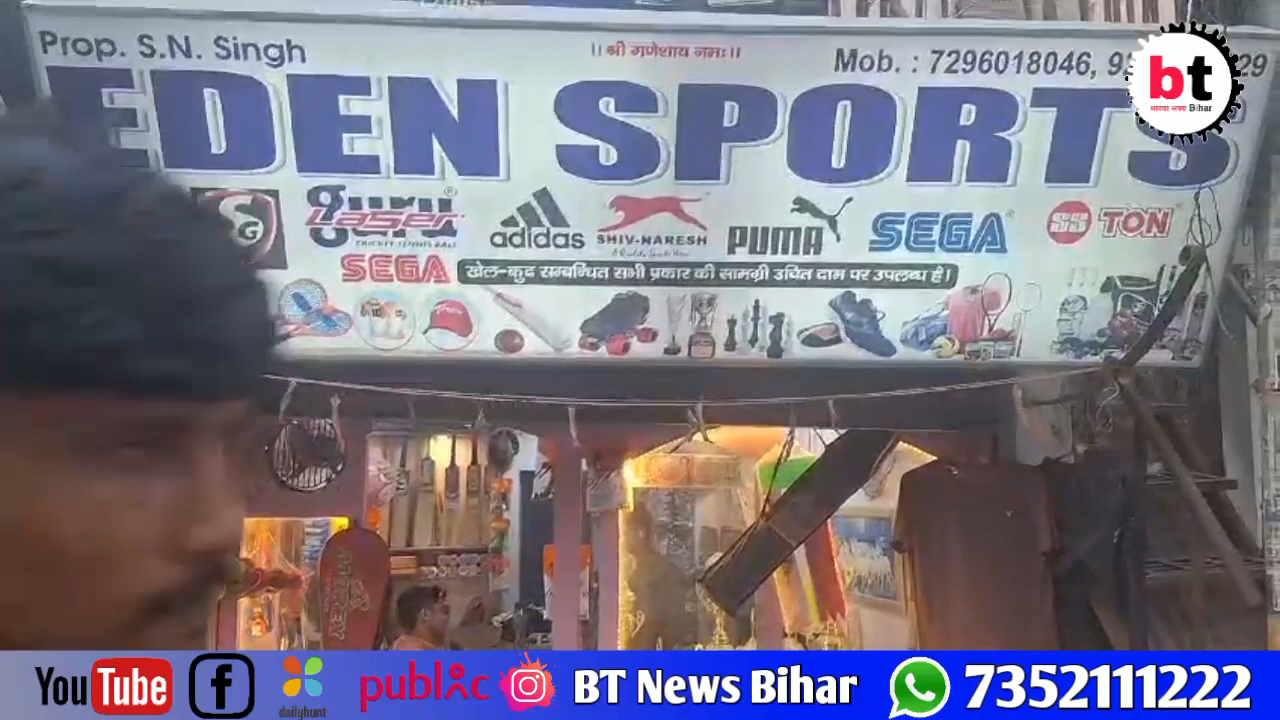 Prop. S.N. Singh
।। श्री गणेशाय नमः।।
Mob. : 7296018046,
bt
आपका अपना Bihar
EDEN SPORTS
SG
guru
Laser
CRICKET TENNIS BALL
adidas
SHIV-NARESH
PUMA
SEGA
SS TON
SEGA
खेल-कुद सम्बन्धित सभी प्रकार की सामग्री उचित दाम पर उपलब्ध है।
YouTube
dailyhunt
public
BT News Bihar
7352111222